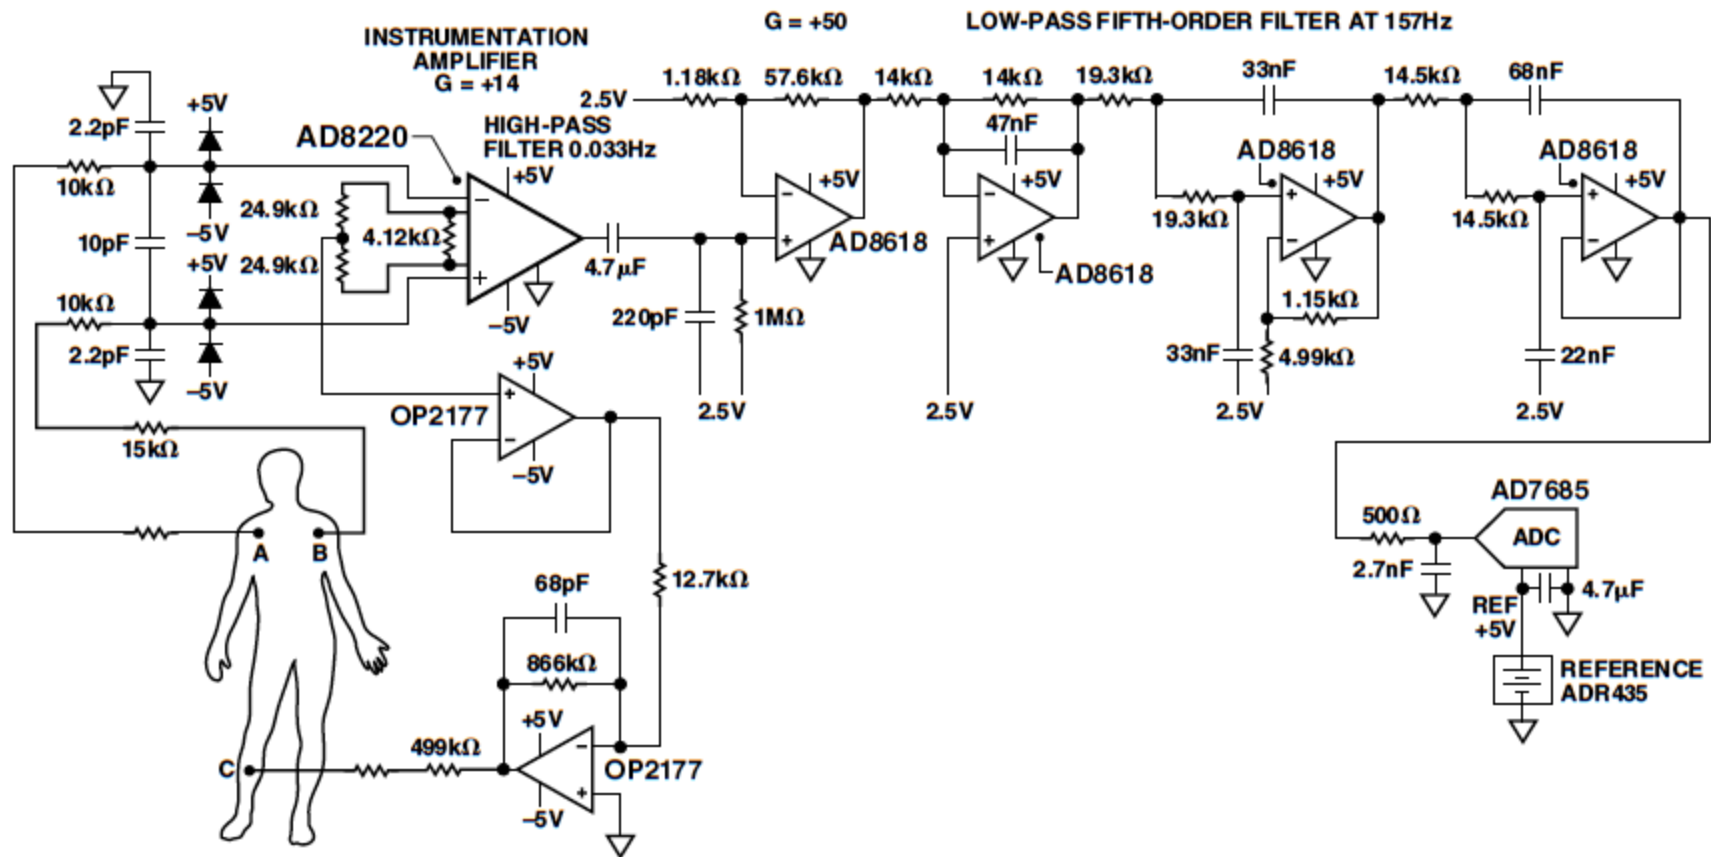 G = +50
LOW-PASS FIFTH-ORDER FILTER AT 157Hz
INSTRUMENTATION
AMPLIFIER
G = +14
1.18kΩ
57.6kΩ
14kΩ
14kΩ
19.3kΩ
33nF
14.5kΩ
68nF
2.5V
+5V
2.2pF
AD8220
HIGH-PASS
FILTER 0.033Hz
47nF
+5V
10kΩ
−5V
24.9kΩ
4.12kΩ
24.9kΩ
10pF
+5V
10kΩ
2.2pF
−5V
−5V
4.7µF
220pF
1MΩ
2.5V
+5V
AD8618
+5V
AD8618
2.5V
AD8618
+5V
19.3kΩ
1.15kΩ
33nF
4.99kΩ
2.5V
AD8618
+5V
14.5kΩ
22nF
2.5V
15kΩ
+5V
OP2177
−5V
A
B
C
12.7kΩ
68pF
866kΩ
499kΩ
+5V
OP2177
−5V
AD7685
500Ω
ADC
2.7nF
4.7µF
REF
+5V
REFERENCE
ADR435